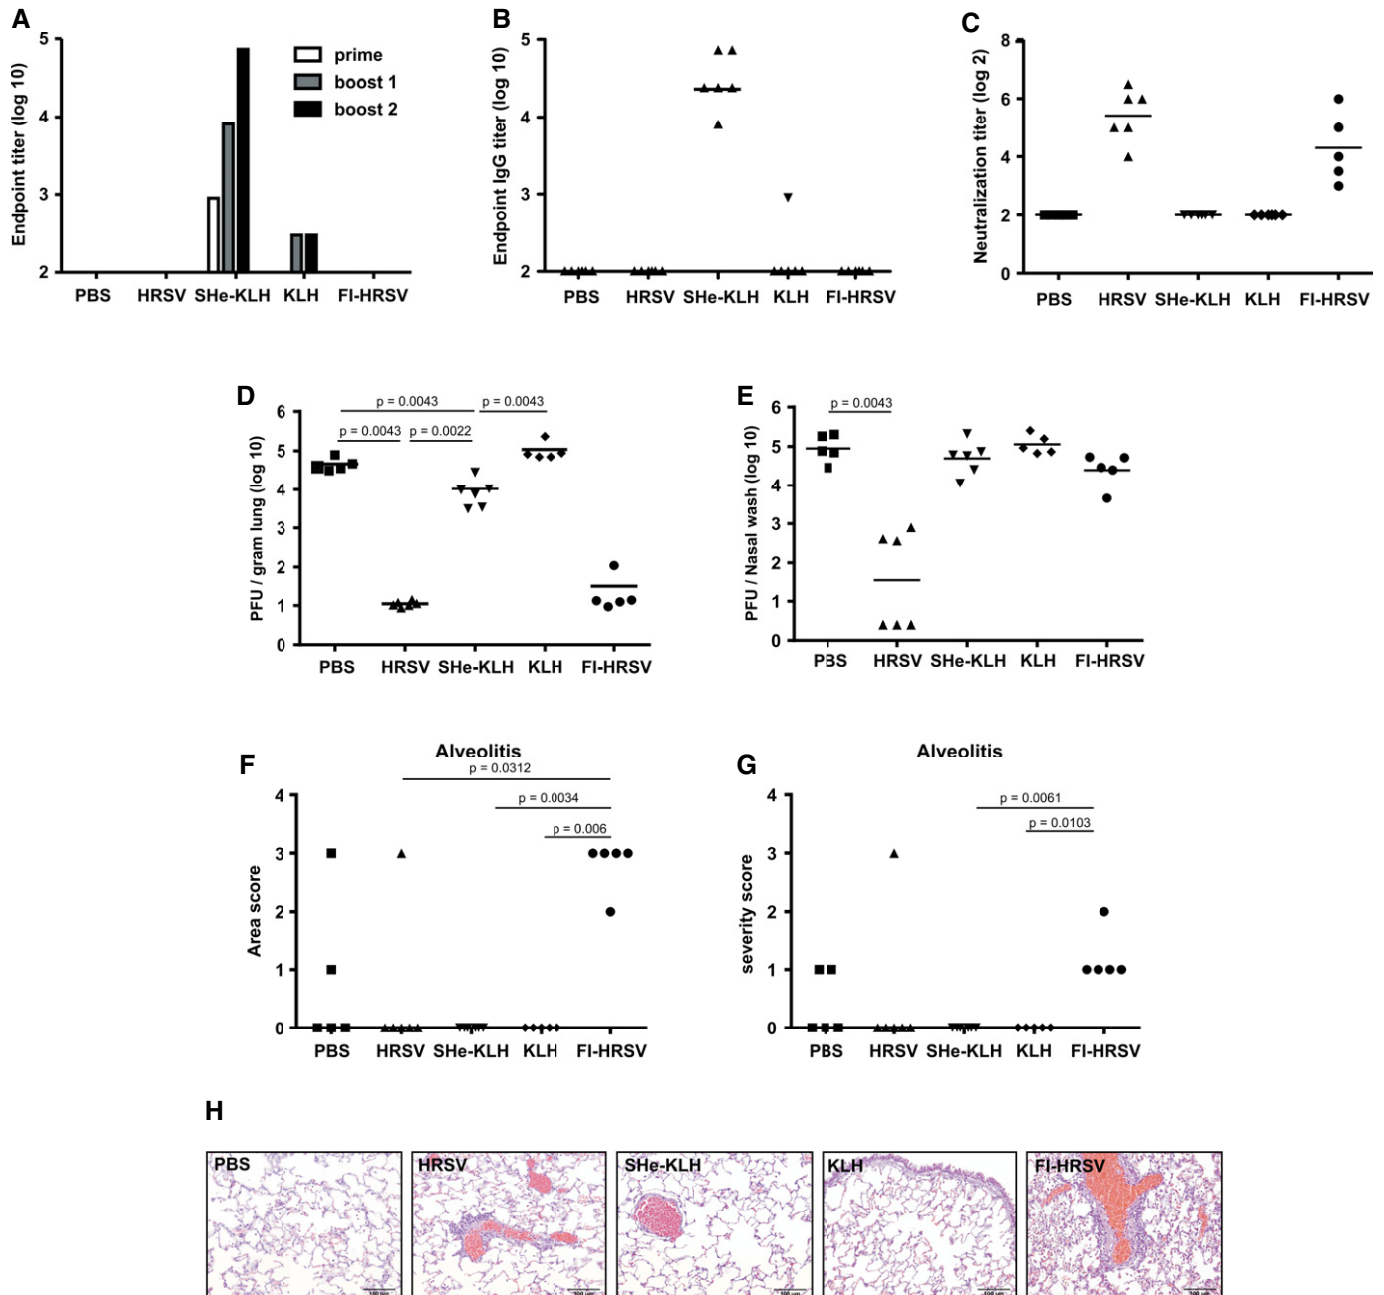 A
Endpoint titer (log 10)
5
4
3
2
prime
boost 1
boost 2
PBS HRSV SHe-KLH KLH FI-HRSV
B
Endpoint IgG titer (log 10)
5
4
3
2
PBS HRSV SHe-KLH KLH FI-HRSV
C
Neutralization titer (log 2)
8
6
4
2
0
PBS HRSV SHe-KLH KLH FI-HRSV
D
PFU / gram lung (log 10)
6
5
4
3
2
1
0
p = 0.0043 p = 0.0043
p = 0.0043 p = 0.0022
PBS HRSV SHe-KLH KLH FI-HRSV
E
PFU / Nasal wash (log 10)
6
5
4
3
2
1
0
p = 0.0043
PBS HRSV SHe-KLH KLH FI-HRSV
F
Alveolitis
Area score
4
3
2
1
0
p = 0.0312
p = 0.0034
p = 0.006
PBS HRSV SHe-KLH KLH FI-HRSV
G
Alveolitis
severity score
4
3
2
1
0
p = 0.0061
p = 0.0103
PBS HRSV SHe-KLH KLH FI-HRSV
H
PBS HRSV SHe-KLH KLH FI-HRSV